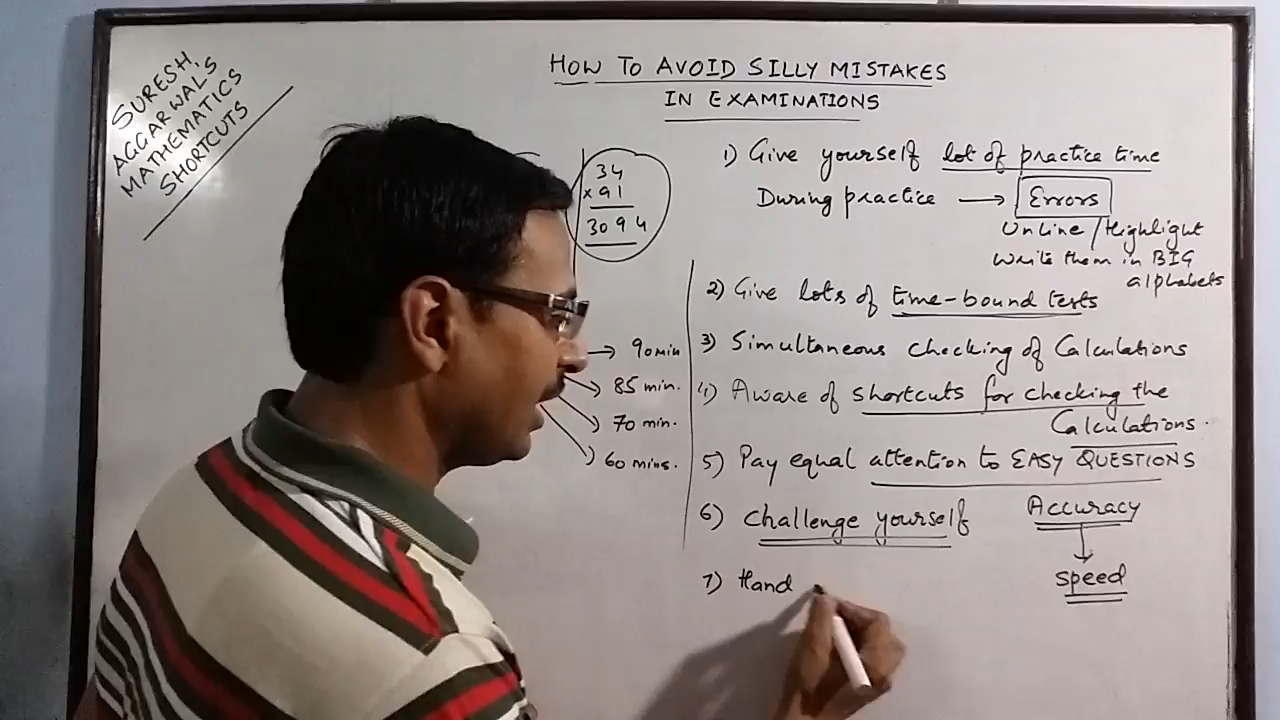 SURESH
AGGARWAL'S
MATHEMATICS
SHORTCUTS
HOW TO AVOID SILLY MISTAKES
IN EXAMINATIONS
34
x 91
3094
1) Give yourself lot of practice time
During practice → Errors
UnLine / Highlight
Write them in BIG
alphabets
2) Give lots of time-bound tests
→ 90 min
→ 85 min.
→ 70 min.
→ 60 mins.
3) Simultaneous checking of Calculations
4) Aware of shortcuts for checking the
Calculations.
5) Pay equal attention to EASY QUESTIONS
6) Challenge yourself
Accuracy
↓
speed
7) Hand